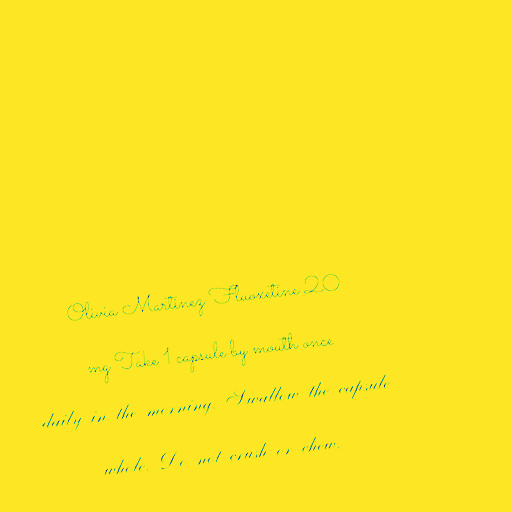 Olivia Martinez Fluoxetine 20
mg Take 1 capsule by mouth once
daily in the morning. Swallow the capsule
whole. Do not crush or chew.